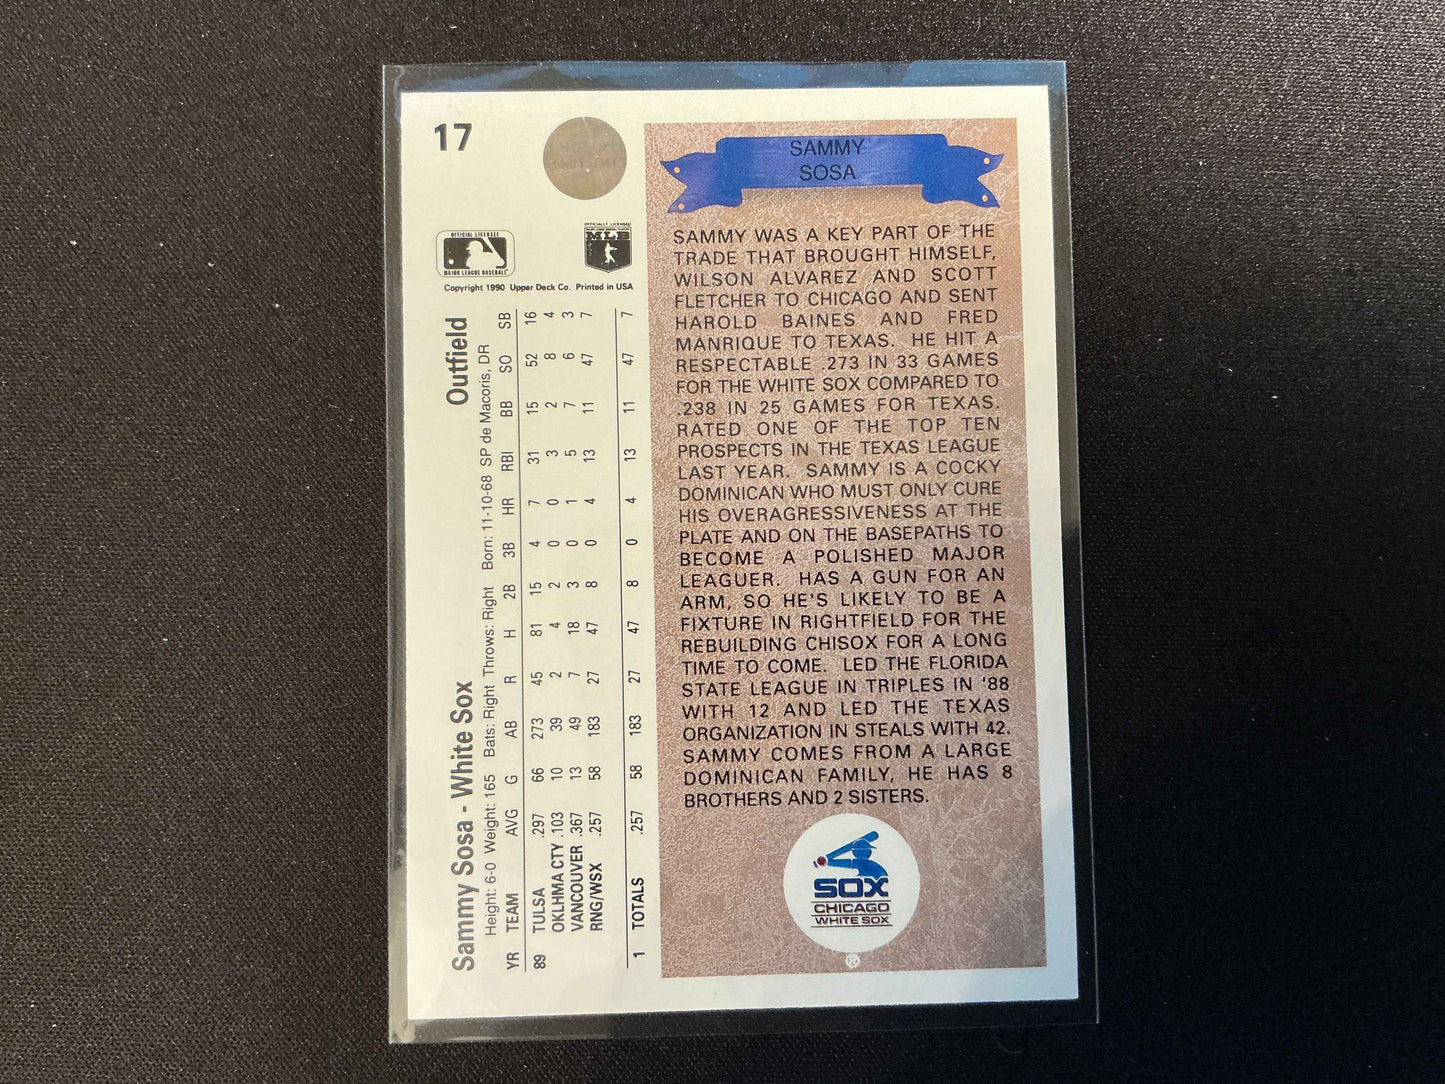 17
OFFICIAL LICENSEE
MAJOR LEAGUE BASEBALL
OFFICIALLY LICENSED
MLB
Copyright 1990 Upper Deck Co. Printed in USA
Sammy Sosa - White Sox Outfield
Height: 6-0 Weight: 165 Bats: Right Throws: Right Born: 11-10-68 SP de Macoris, DR
YR TEAM AVG G AB R H 2B 3B HR RBI BB SO SB
89 TULSA .297 66 273 45 81 15 4 7 31 15 52 16
OKLHMA CTY .103 10 39 2 4 2 0 0 3 2 8 4
VANCOUVER .367 13 49 7 18 3 0 1 5 7 6 3
RNG/WSX .257 58 183 27 47 8 0 4 13 11 47 7
1 TOTALS .257 58 183 27 47 8 0 4 13 11 47 7
SAMMY
SOSA
SAMMY WAS A KEY PART OF THE
TRADE THAT BROUGHT HIMSELF,
WILSON ALVAREZ AND SCOTT
FLETCHER TO CHICAGO AND SENT
HAROLD BAINES AND FRED
MANRIQUE TO TEXAS. HE HIT A
RESPECTABLE .273 IN 33 GAMES
FOR THE WHITE SOX COMPARED TO
.238 IN 25 GAMES FOR TEXAS.
RATED ONE OF THE TOP TEN
PROSPECTS IN THE TEXAS LEAGUE
LAST YEAR. SAMMY IS A COCKY
DOMINICAN WHO MUST ONLY CURE
HIS OVERAGRESSIVENESS AT THE
PLATE AND ON THE BASEPATHS TO
BECOME A POLISHED MAJOR
LEAGUER. HAS A GUN FOR AN
ARM, SO HE'S LIKELY TO BE A
FIXTURE IN RIGHTFIELD FOR THE
REBUILDING CHISOX FOR A LONG
TIME TO COME. LED THE FLORIDA
STATE LEAGUE IN TRIPLES IN '88
WITH 12 AND LED THE TEXAS
ORGANIZATION IN STEALS WITH 42.
SAMMY COMES FROM A LARGE
DOMINICAN FAMILY, HE HAS 8
BROTHERS AND 2 SISTERS.
SOX
CHICAGO
WHITE SOX
®